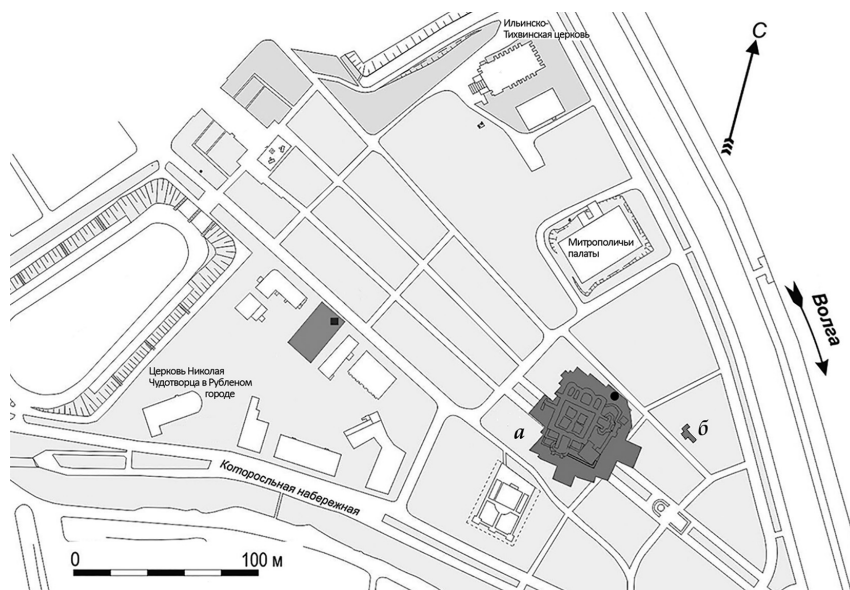 Ильинско-
Тихвинская церковь
С
Митрополичьи
палаты
Волга
Церковь Николая
Чудотворца в Рубленом
городе
а
б
Которосльная набережная
0
100 м